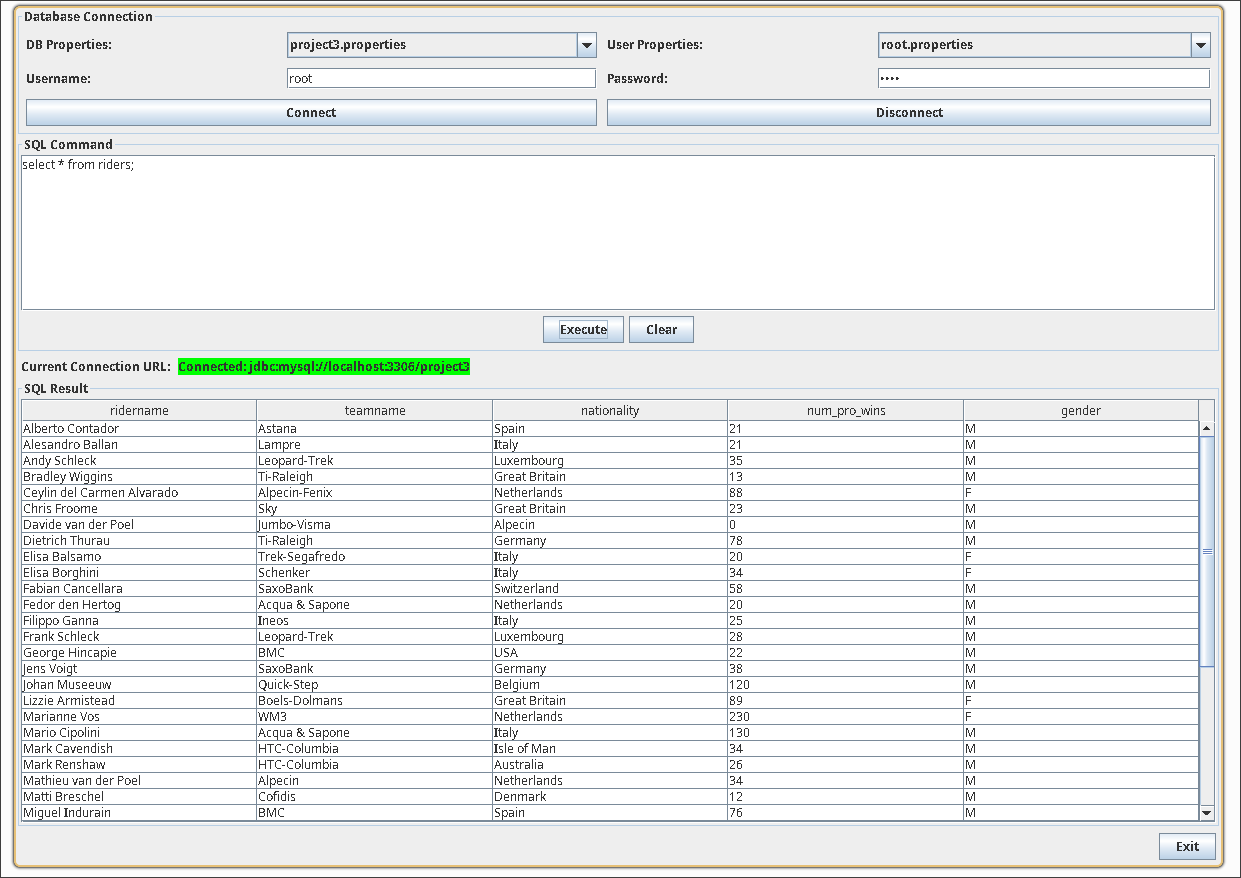 Database Connection
DB Properties: project3.properties User Properties: root.properties
Username: root Password: ••••
Connect Disconnect
SQL Command
select * from riders;
Execute Clear
Current Connection URL: Connected: jdbc:mysql://localhost:3306/project3
SQL Result
ridername teamname nationality num_pro_wins gender
Alberto Contador Astana Spain 21 M
Alesandro Ballan Lampre Italy 21 M
Andy Schleck Leopard-Trek Luxembourg 35 M
Bradley Wiggins Ti-Raleigh Great Britain 13 M
Ceylin del Carmen Alvarado Alpecin-Fenix Netherlands 88 F
Chris Froome Sky Great Britain 23 M
Davide van der Poel Jumbo-Visma Alpecin 0 M
Dietrich Thurau Ti-Raleigh Germany 78 M
Elisa Balsamo Trek-Segafredo Italy 20 F
Elisa Borghini Schenker Italy 34 F
Fabian Cancellara SaxoBank Switzerland 58 M
Fedor den Hertog Acqua & Sapone Netherlands 20 M
Filippo Ganna Ineos Italy 25 M
Frank Schleck Leopard-Trek Luxembourg 28 M
George Hincapie BMC USA 22 M
Jens Voigt SaxoBank Germany 38 M
Johan Museeuw Quick-Step Belgium 120 M
Lizzie Armistead Boels-Dolmans Great Britain 89 F
Marianne Vos WM3 Netherlands 230 F
Mario Cipolini Acqua & Sapone Italy 130 M
Mark Cavendish HTC-Columbia Isle of Man 34 M
Mark Renshaw HTC-Columbia Australia 26 M
Mathieu van der Poel Alpecin Netherlands 34 M
Matti Breschel Cofidis Denmark 12 M
Miguel Indurain BMC Spain 76 M
Exit